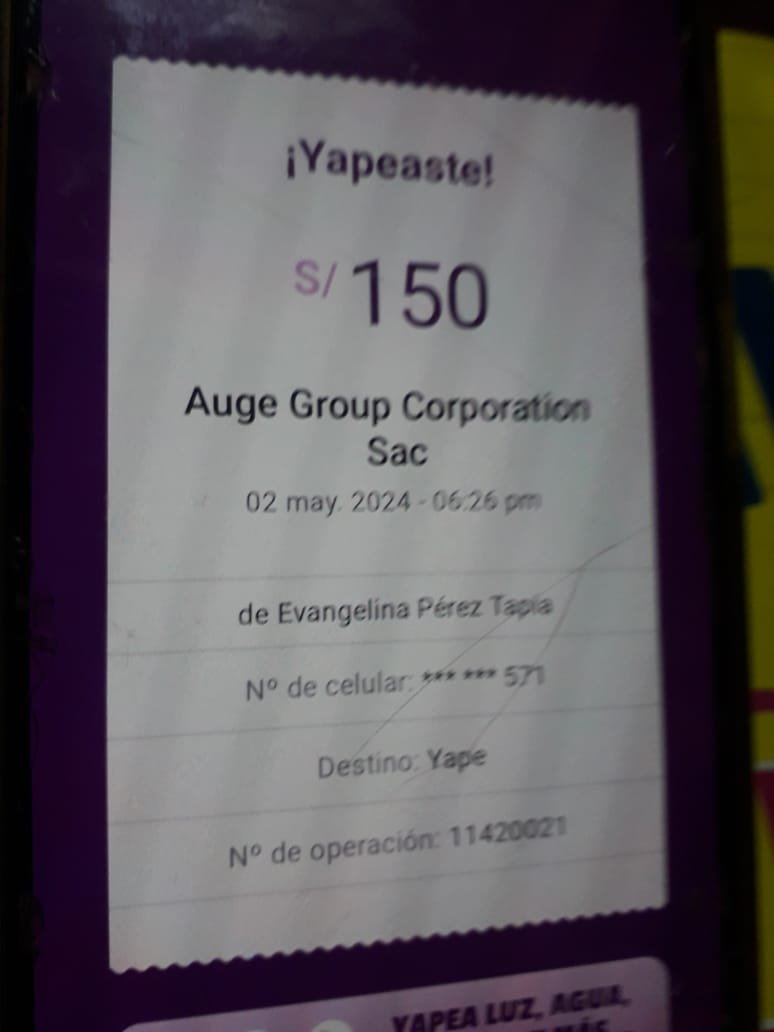 ¡Yapeaste!
S/ 150
Auge Group Corporation
Sac
02 may. 2024 - 06:26 pm
de Evangelina Pérez Tapia
Nº de celular: *** *** 571
Destino: Yape
Nº de operación: 11420021
YAPEA LUZ, AGUA,
MÁS